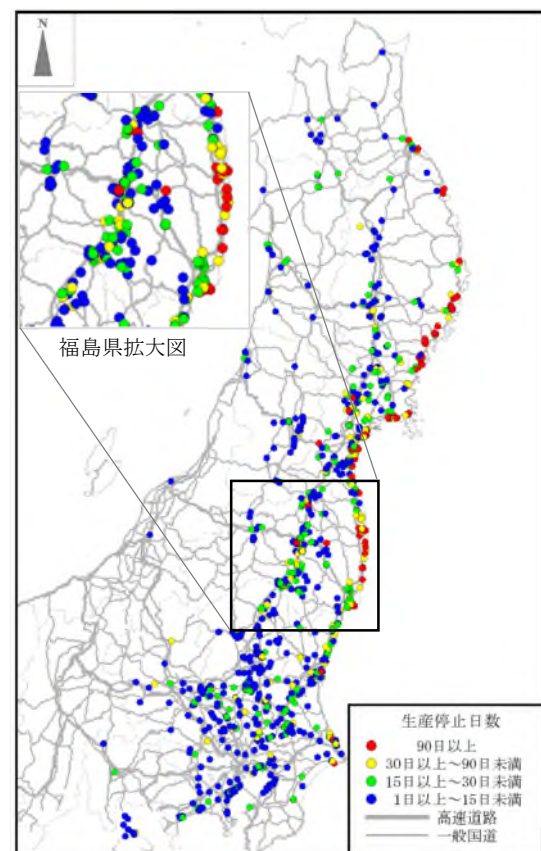 N
福島県拡大図
生産停止日数
90日以上
30日以上~90日未満
15日以上~30日未満
1日以上~15日未満
高速道路
一般国道